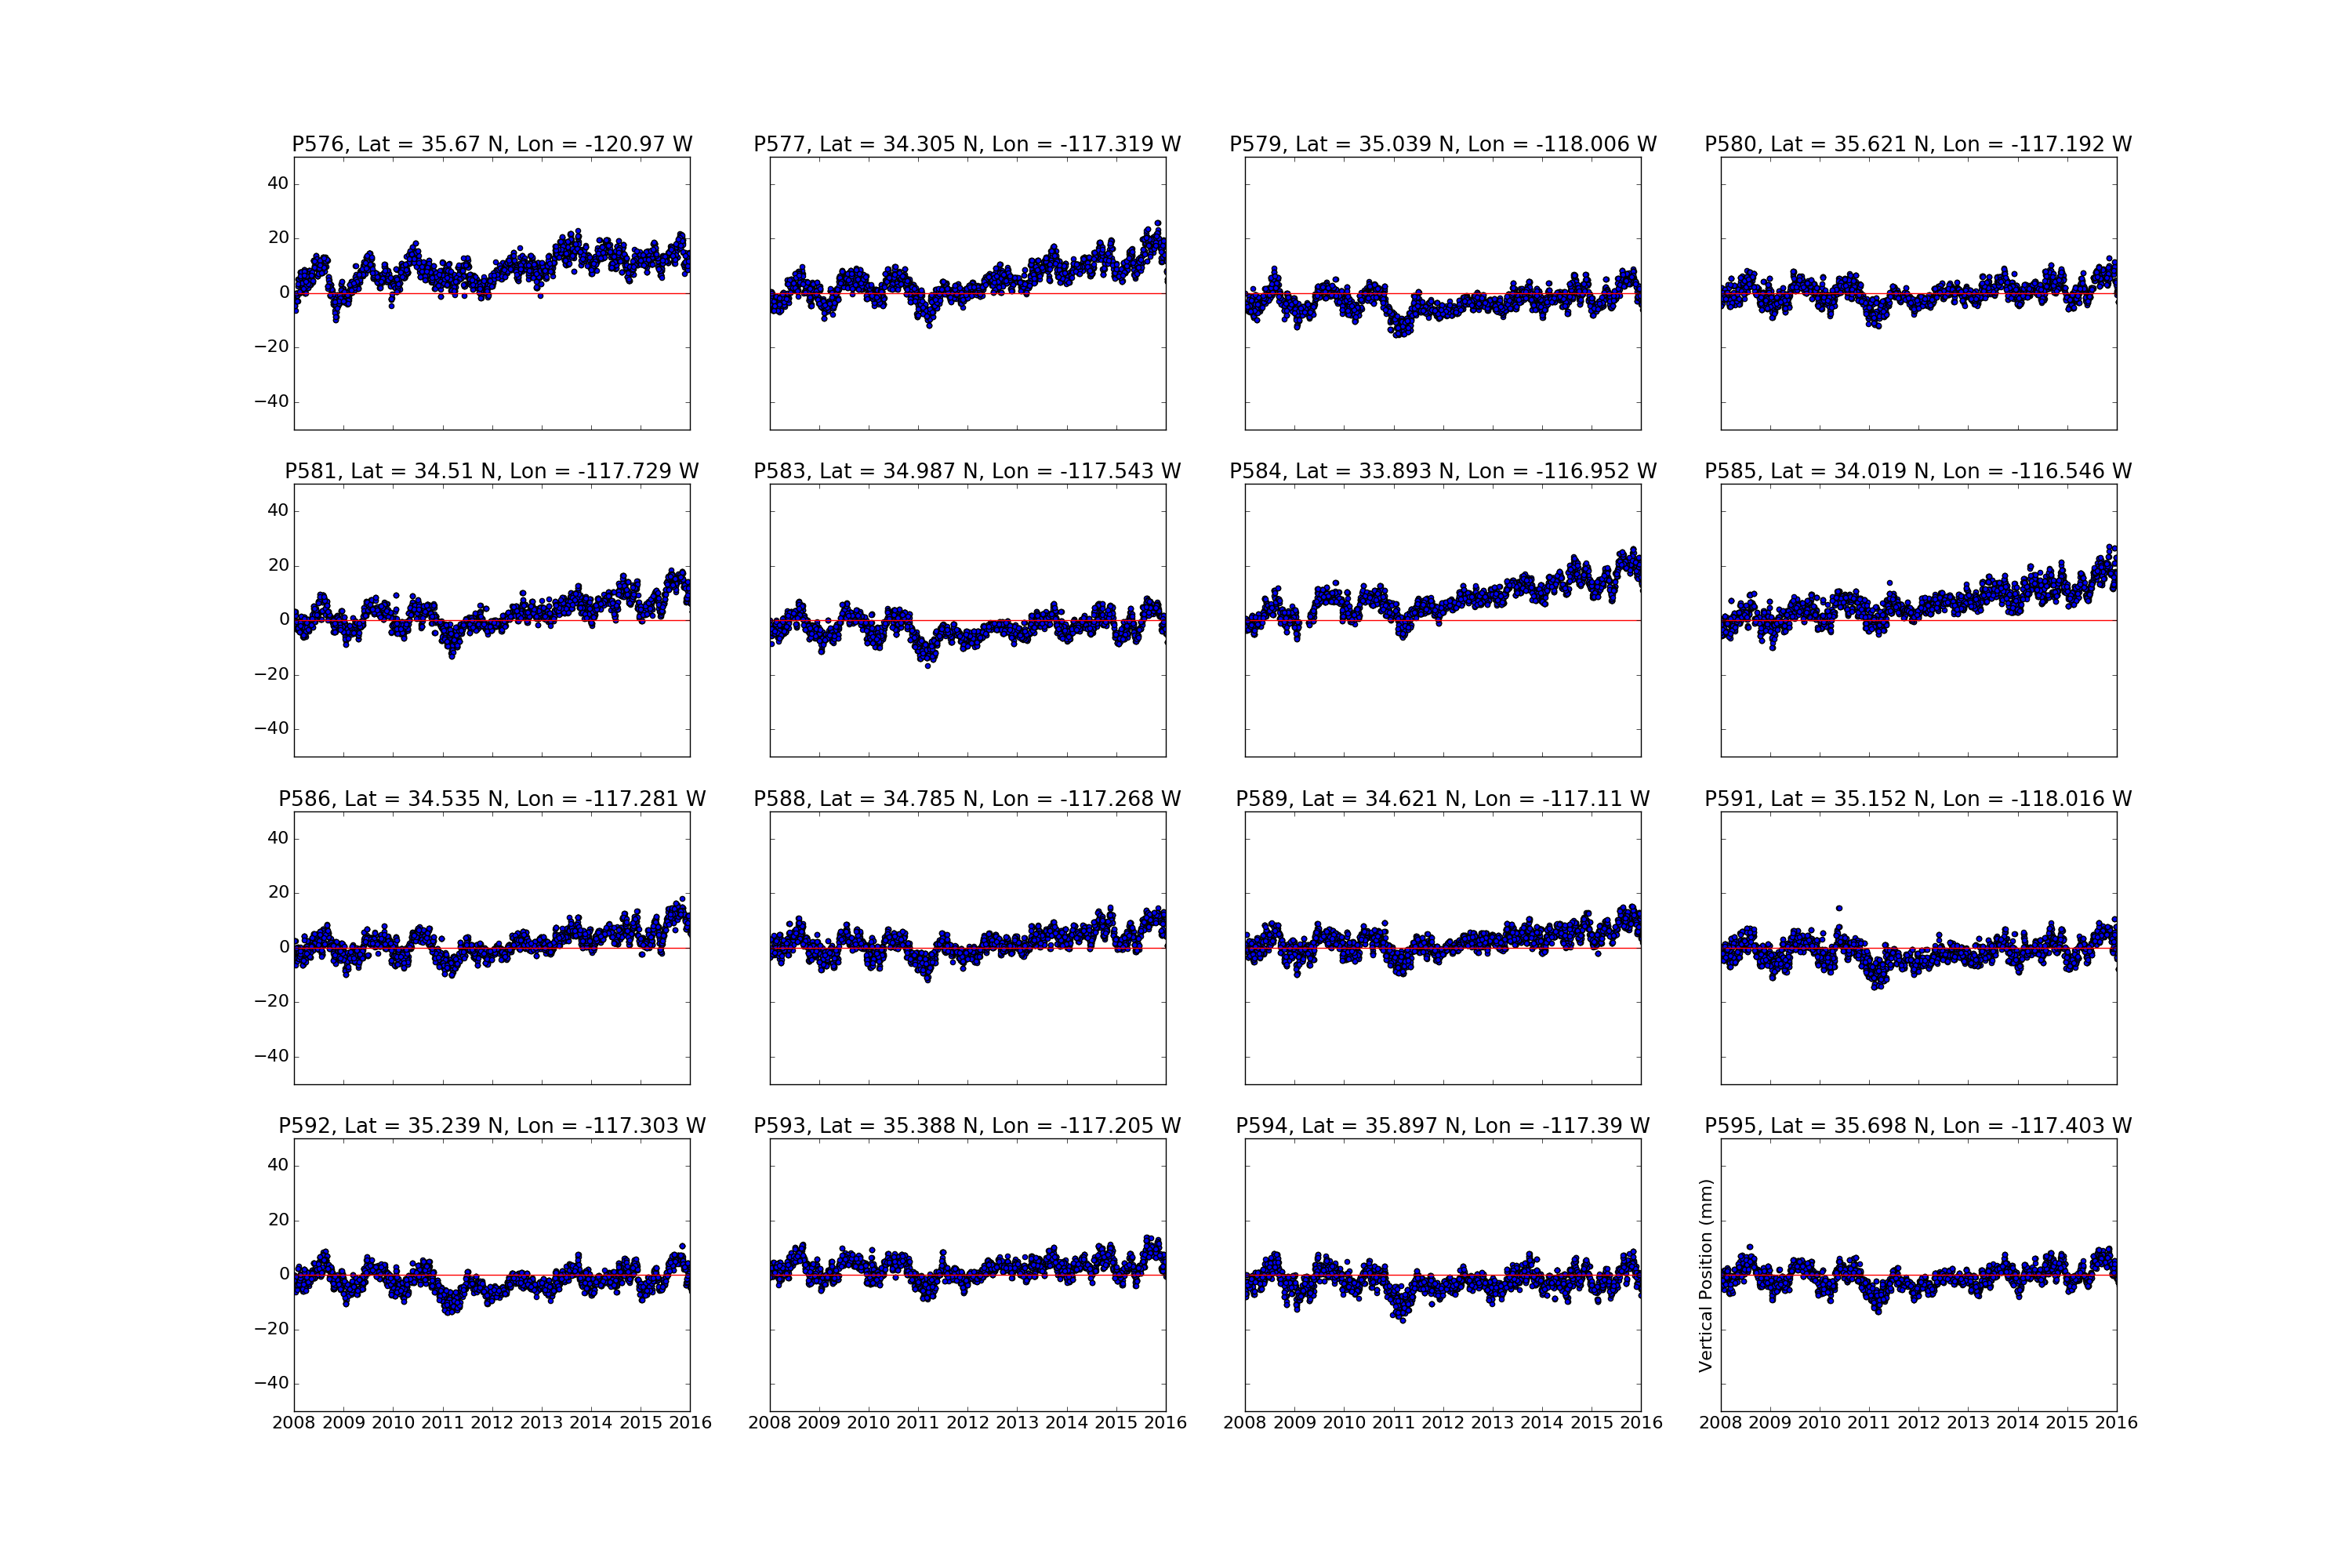 P576, Lat = 35.67 N, Lon = -120.97 W
P577, Lat = 34.305 N, Lon = -117.319 W
P579, Lat = 35.039 N, Lon = -118.006 W
P580, Lat = 35.621 N, Lon = -117.192 W
40
20
0
−20
−40
P581, Lat = 34.51 N, Lon = -117.729 W
P583, Lat = 34.987 N, Lon = -117.543 W
P584, Lat = 33.893 N, Lon = -116.952 W
P585, Lat = 34.019 N, Lon = -116.546 W
40
20
0
−20
−40
P586, Lat = 34.535 N, Lon = -117.281 W
P588, Lat = 34.785 N, Lon = -117.268 W
P589, Lat = 34.621 N, Lon = -117.11 W
P591, Lat = 35.152 N, Lon = -118.016 W
40
20
0
−20
−40
P592, Lat = 35.239 N, Lon = -117.303 W
P593, Lat = 35.388 N, Lon = -117.205 W
P594, Lat = 35.897 N, Lon = -117.39 W
P595, Lat = 35.698 N, Lon = -117.403 W
40
20
0
−20
−40
Vertical Position (mm)
2008 2009 2010 2011 2012 2013 2014 2015 2016
2008 2009 2010 2011 2012 2013 2014 2015 2016
2008 2009 2010 2011 2012 2013 2014 2015 2016
2008 2009 2010 2011 2012 2013 2014 2015 2016